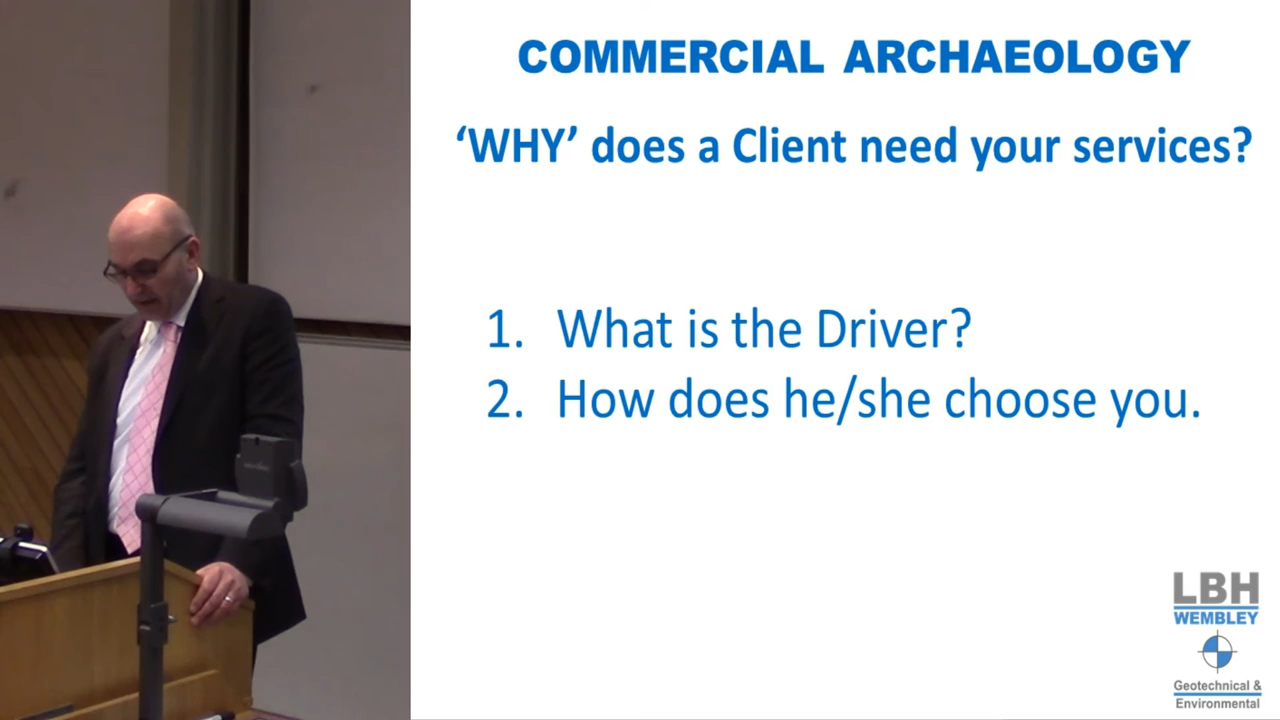 COMMERCIAL ARCHAEOLOGY
‘WHY’ does a Client need your services?
1. What is the Driver?
2. How does he/she choose you.
LBH
WEMBLEY
Geotechnical &
Environmental